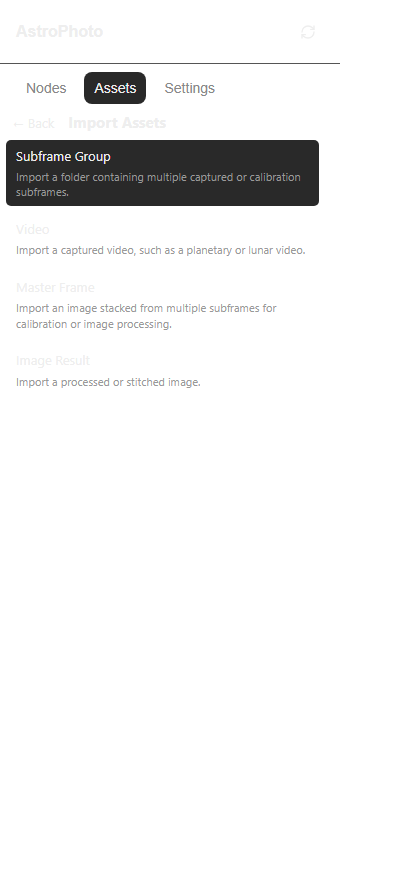 AstroPhoto
Nodes Assets Settings
← Back Import Assets
Subframe Group
Import a folder containing multiple captured or calibration
subframes.
Video
Import a captured video, such as a planetary or lunar video.
Master Frame
Import an image stacked from multiple subframes for
calibration or image processing.
Image Result
Import a processed or stitched image.